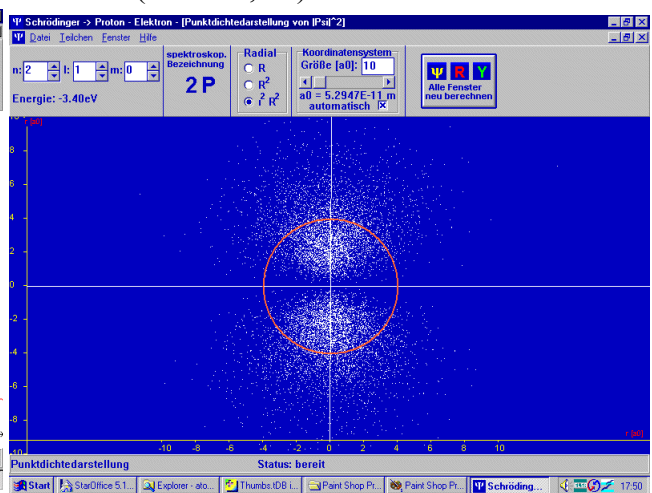 Ψ Schrödinger -> Proton - Elektron - [Punktdichtedarstellung von |Psi|^2]
Ψ Datei Teilchen Fenster Hilfe
n: 2 l: 1 m: 0
Energie: -3.40eV
spektroskop.
Bezeichnung
2 P
Radial
R
R²
r² R²
Koordinatensystem
Größe [a0]: 10
a0 = 5.2947E-11 m
automatisch
Ψ R Y
Alle Fenster
neu berechnen
r [a0]
8
6
4
2
0
-2
-4
-6
-8
-10
-10 -8 -6 -4 -2 0 2 4 6 8 10
r [a0]
Punktdichtedarstellung Status: bereit
Start StarOffice 5.1... Explorer - ato... Thumbs.tDB i... Paint Shop Pr... Paint Shop Pr... Ψ Schröding... 17:50